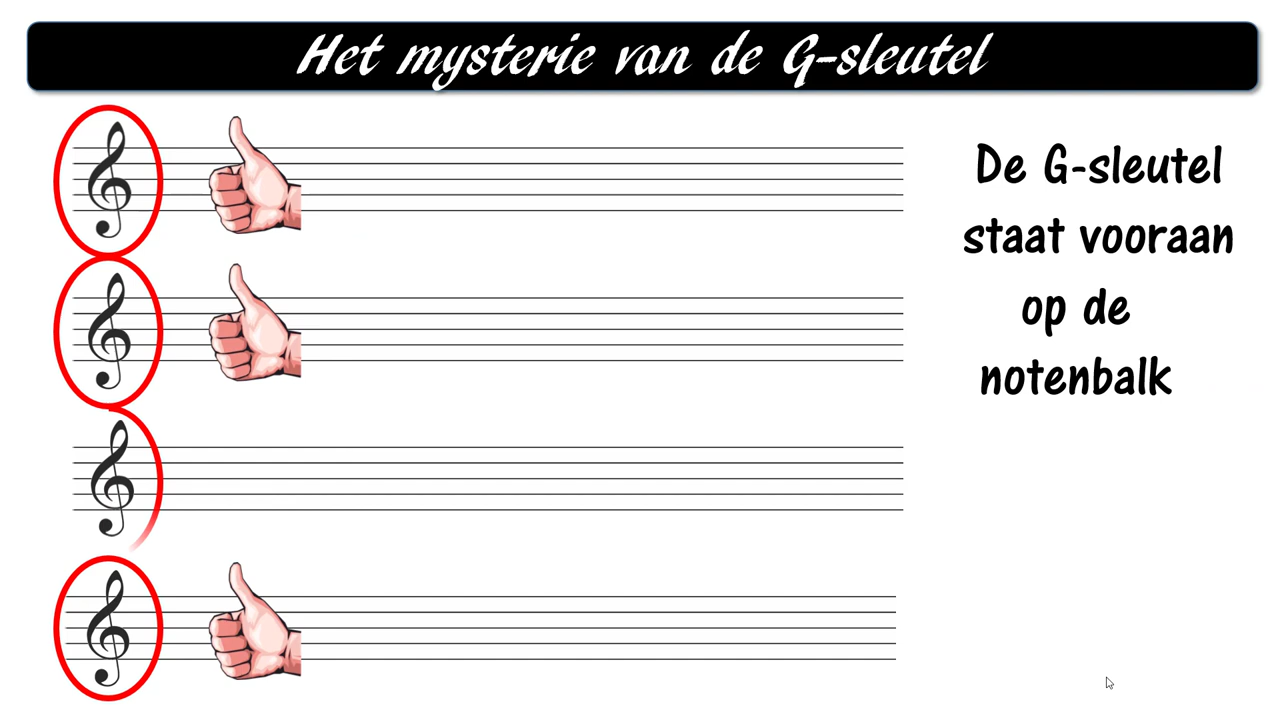 Het mysterie van de G-sleutel
De G-sleutel
staat vooraan
op de
notenbalk